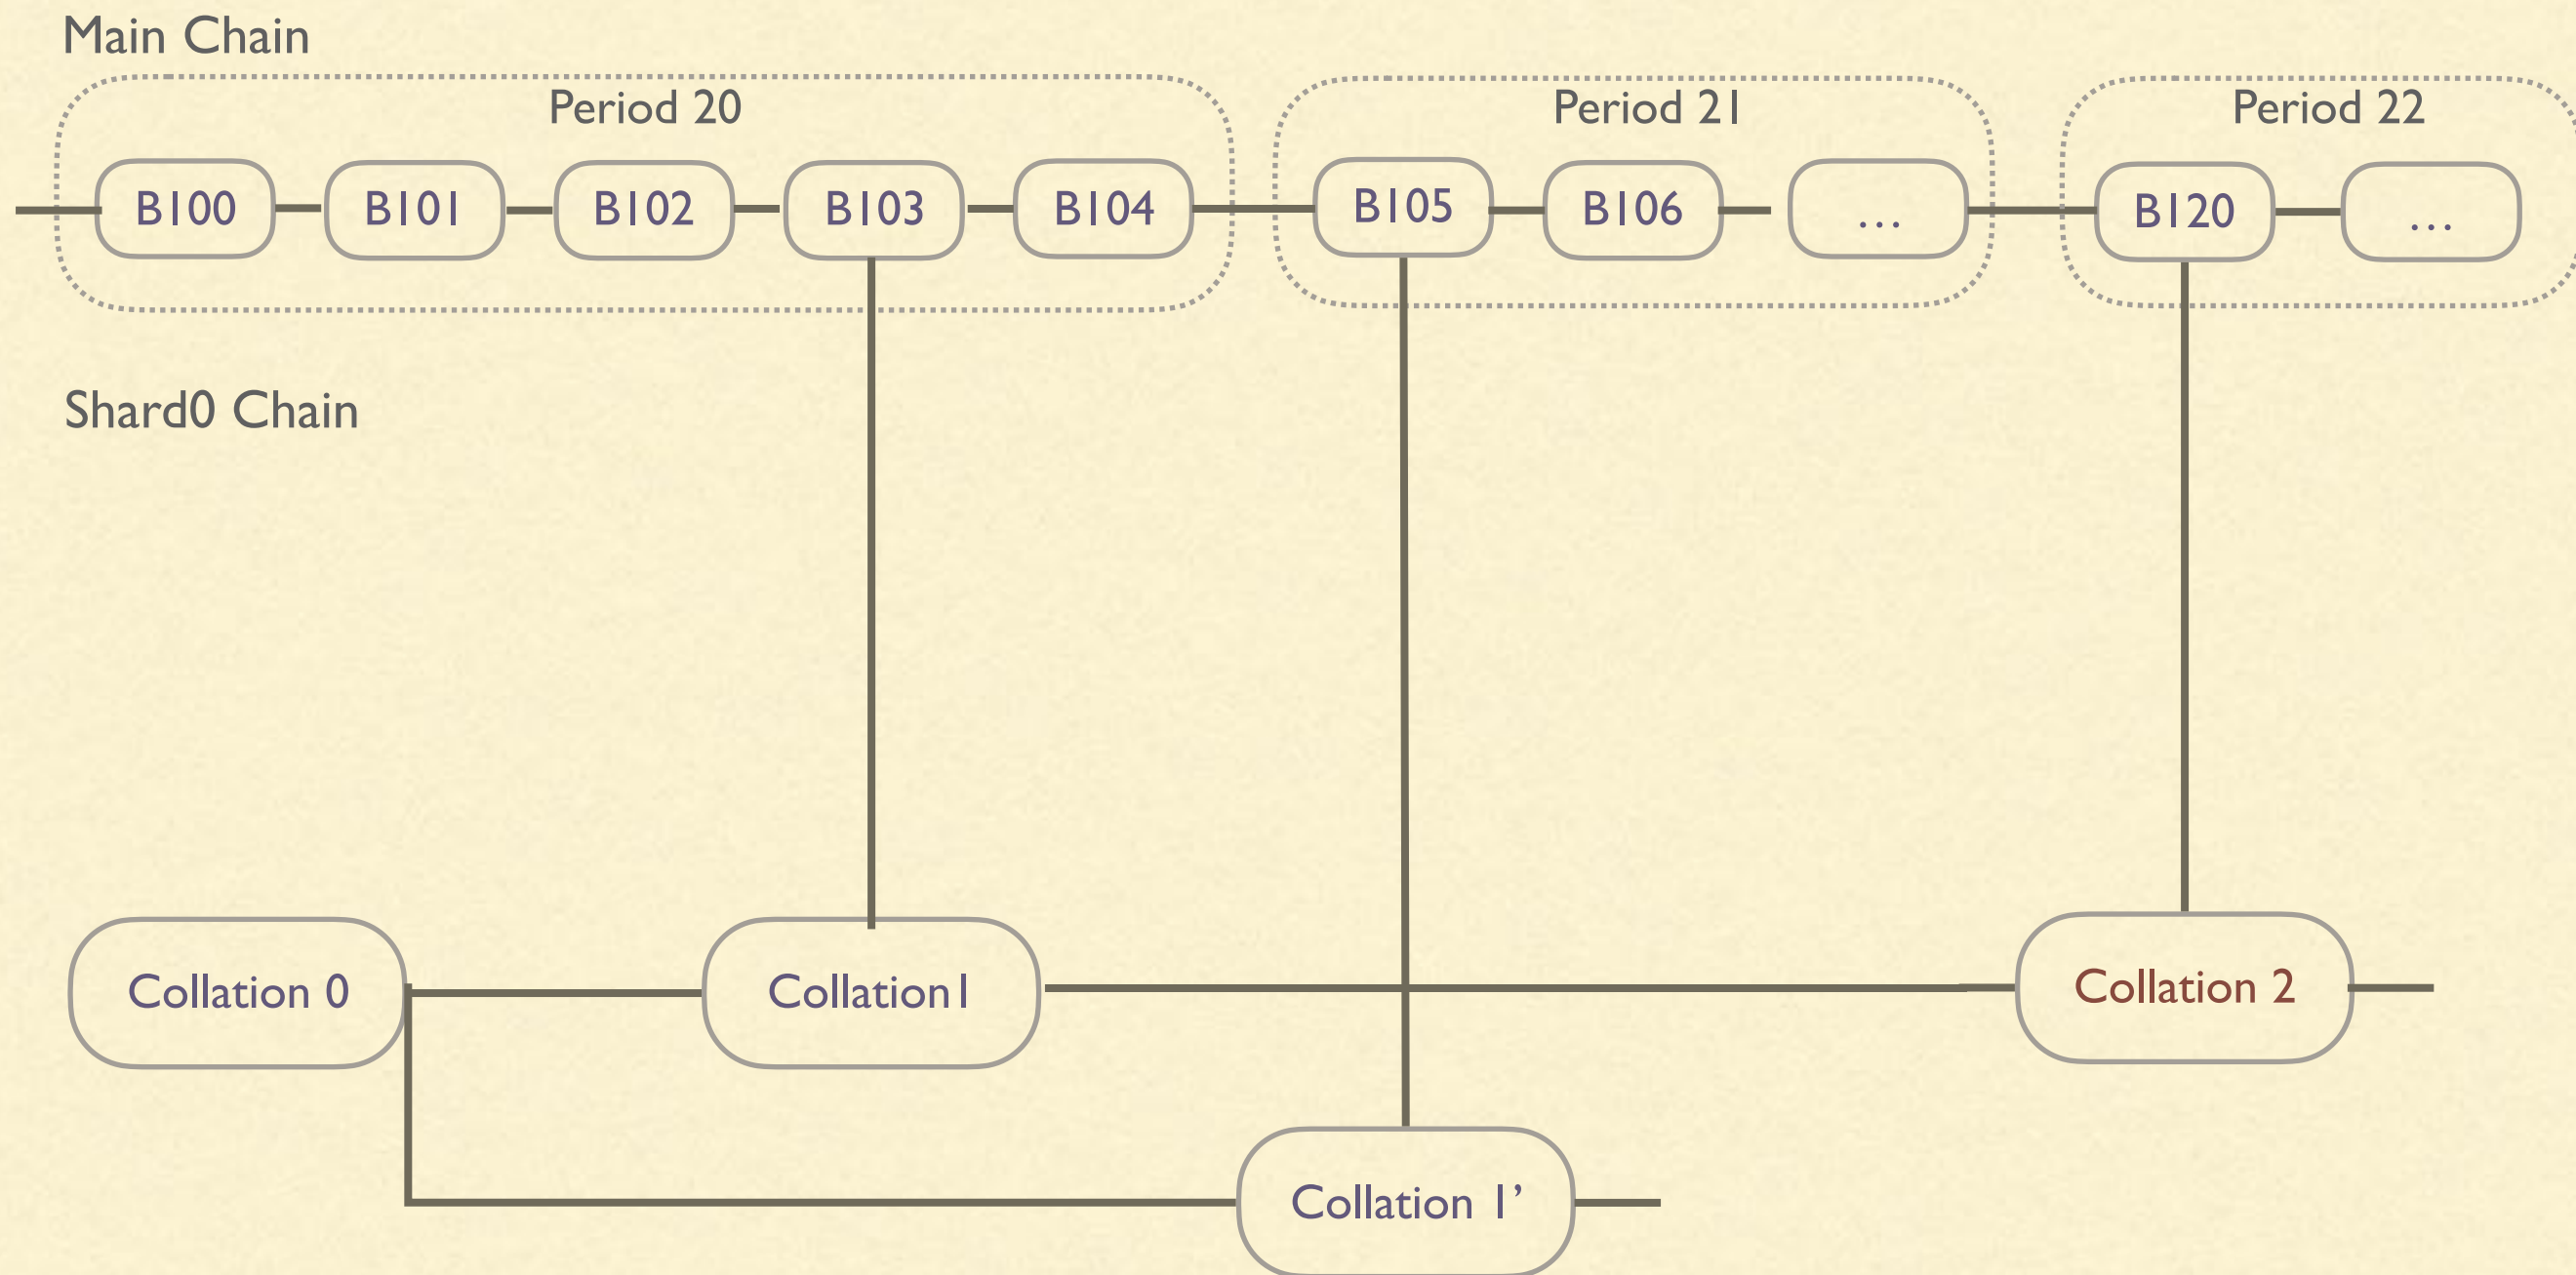 Main Chain
Period 20
Period 21
Period 22
B100
B101
B102
B103
B104
B105
B106
...
B120
...
Shard0 Chain
Collation 0
Collation1
Collation 2
Collation 1’